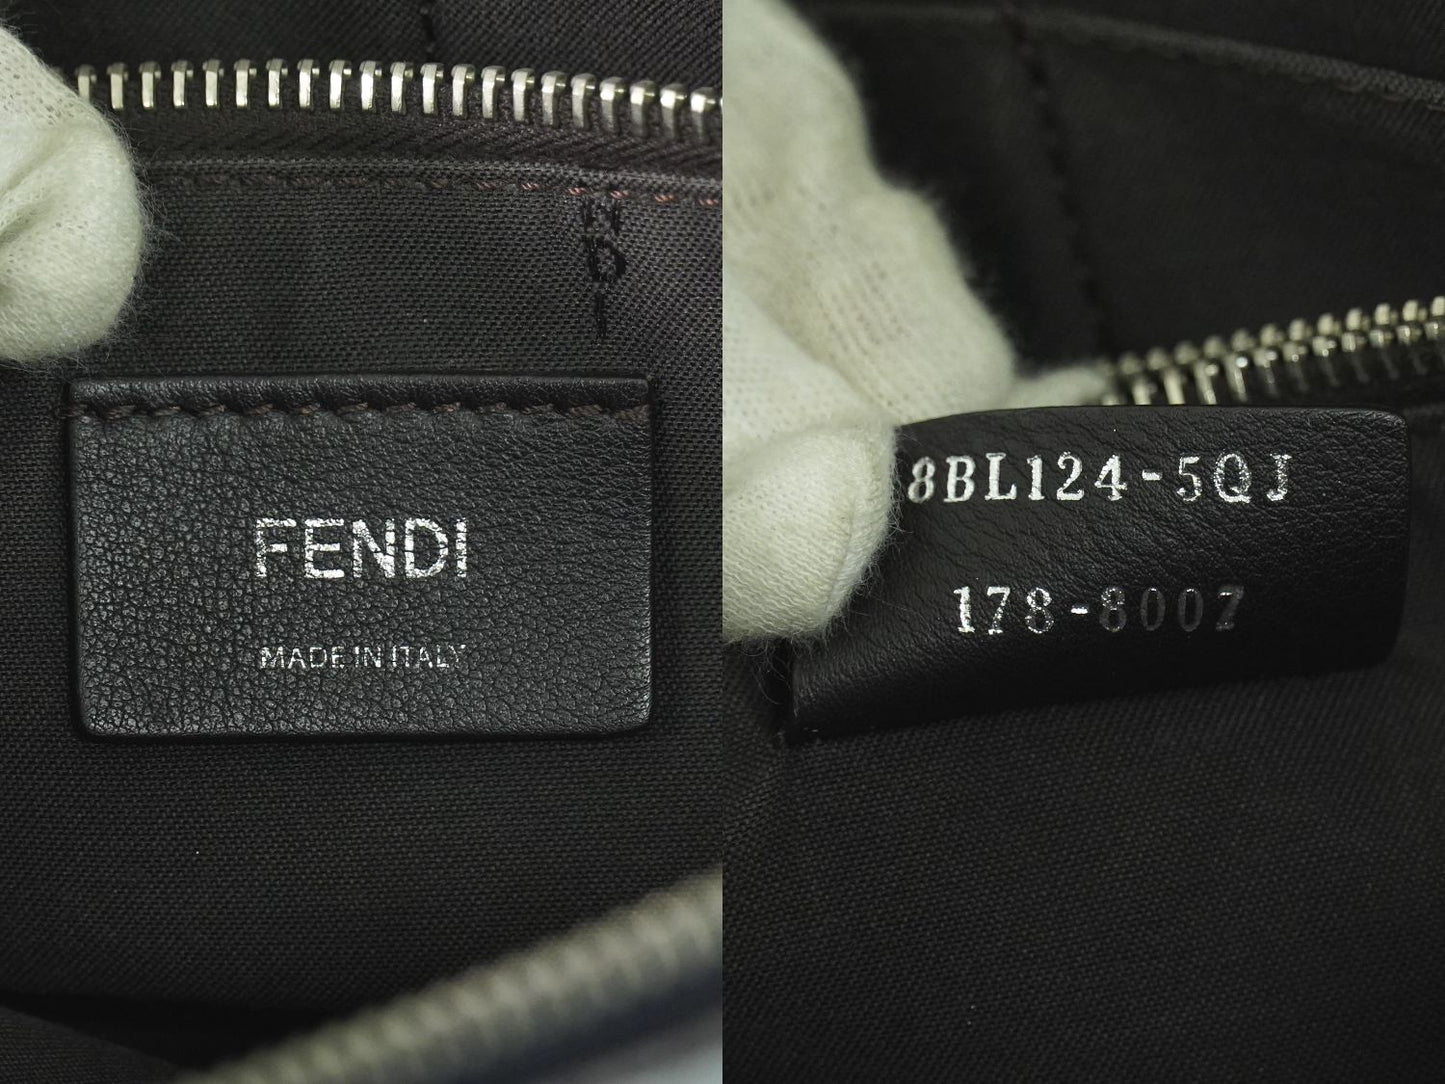 FENDI
MADE IN ITALY
8BL124-5QJ
178-8007